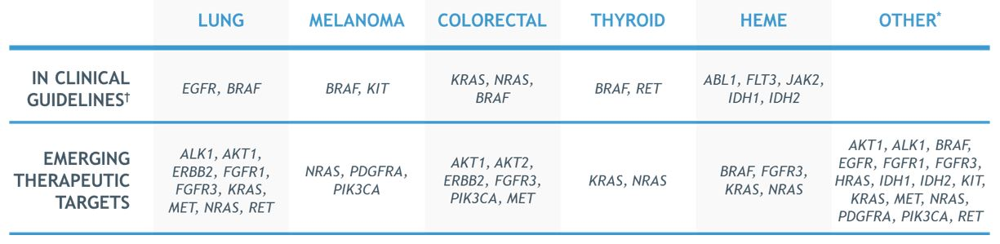 LUNG MELANOMA COLORECTAL THYROID HEME OTHER*
IN CLINICAL
GUIDELINES†
EGFR, BRAF
BRAF, KIT
KRAS, NRAS,
BRAF
BRAF, RET
ABL1, FLT3, JAK2,
IDH1, IDH2
EMERGING
THERAPEUTIC
TARGETS
ALK1, AKT1,
ERBB2, FGFR1,
FGFR3, KRAS,
MET, NRAS, RET
NRAS, PDGFRA,
PIK3CA
AKT1, AKT2,
ERBB2, FGFR3,
PIK3CA, MET
KRAS, NRAS
BRAF, FGFR3,
KRAS, NRAS
AKT1, ALK1, BRAF,
EGFR, FGFR1, FGFR3,
HRAS, IDH1, IDH2, KIT,
KRAS, MET, NRAS,
PDGFRA, PIK3CA, RET